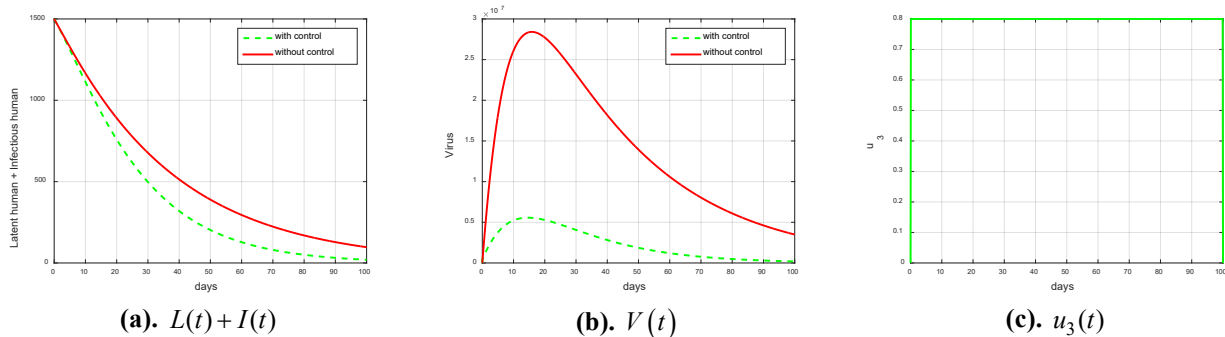 with control
without control
1500
1000
500
0
0 10 20 30 40 50 60 70 80 90 100
Latent human + Infectious human
days
(a). L(t) + I(t)
× 10⁷
with control
without control
3
2.5
2
1.5
1
0.5
0
0 10 20 30 40 50 60 70 80 90 100
Virus
days
(b). V(t)
0.8
0.7
0.6
0.5
0.4
0.3
0.2
0.1
0
0 10 20 30 40 50 60 70 80 90 100
u₃
days
(c). u₃(t)